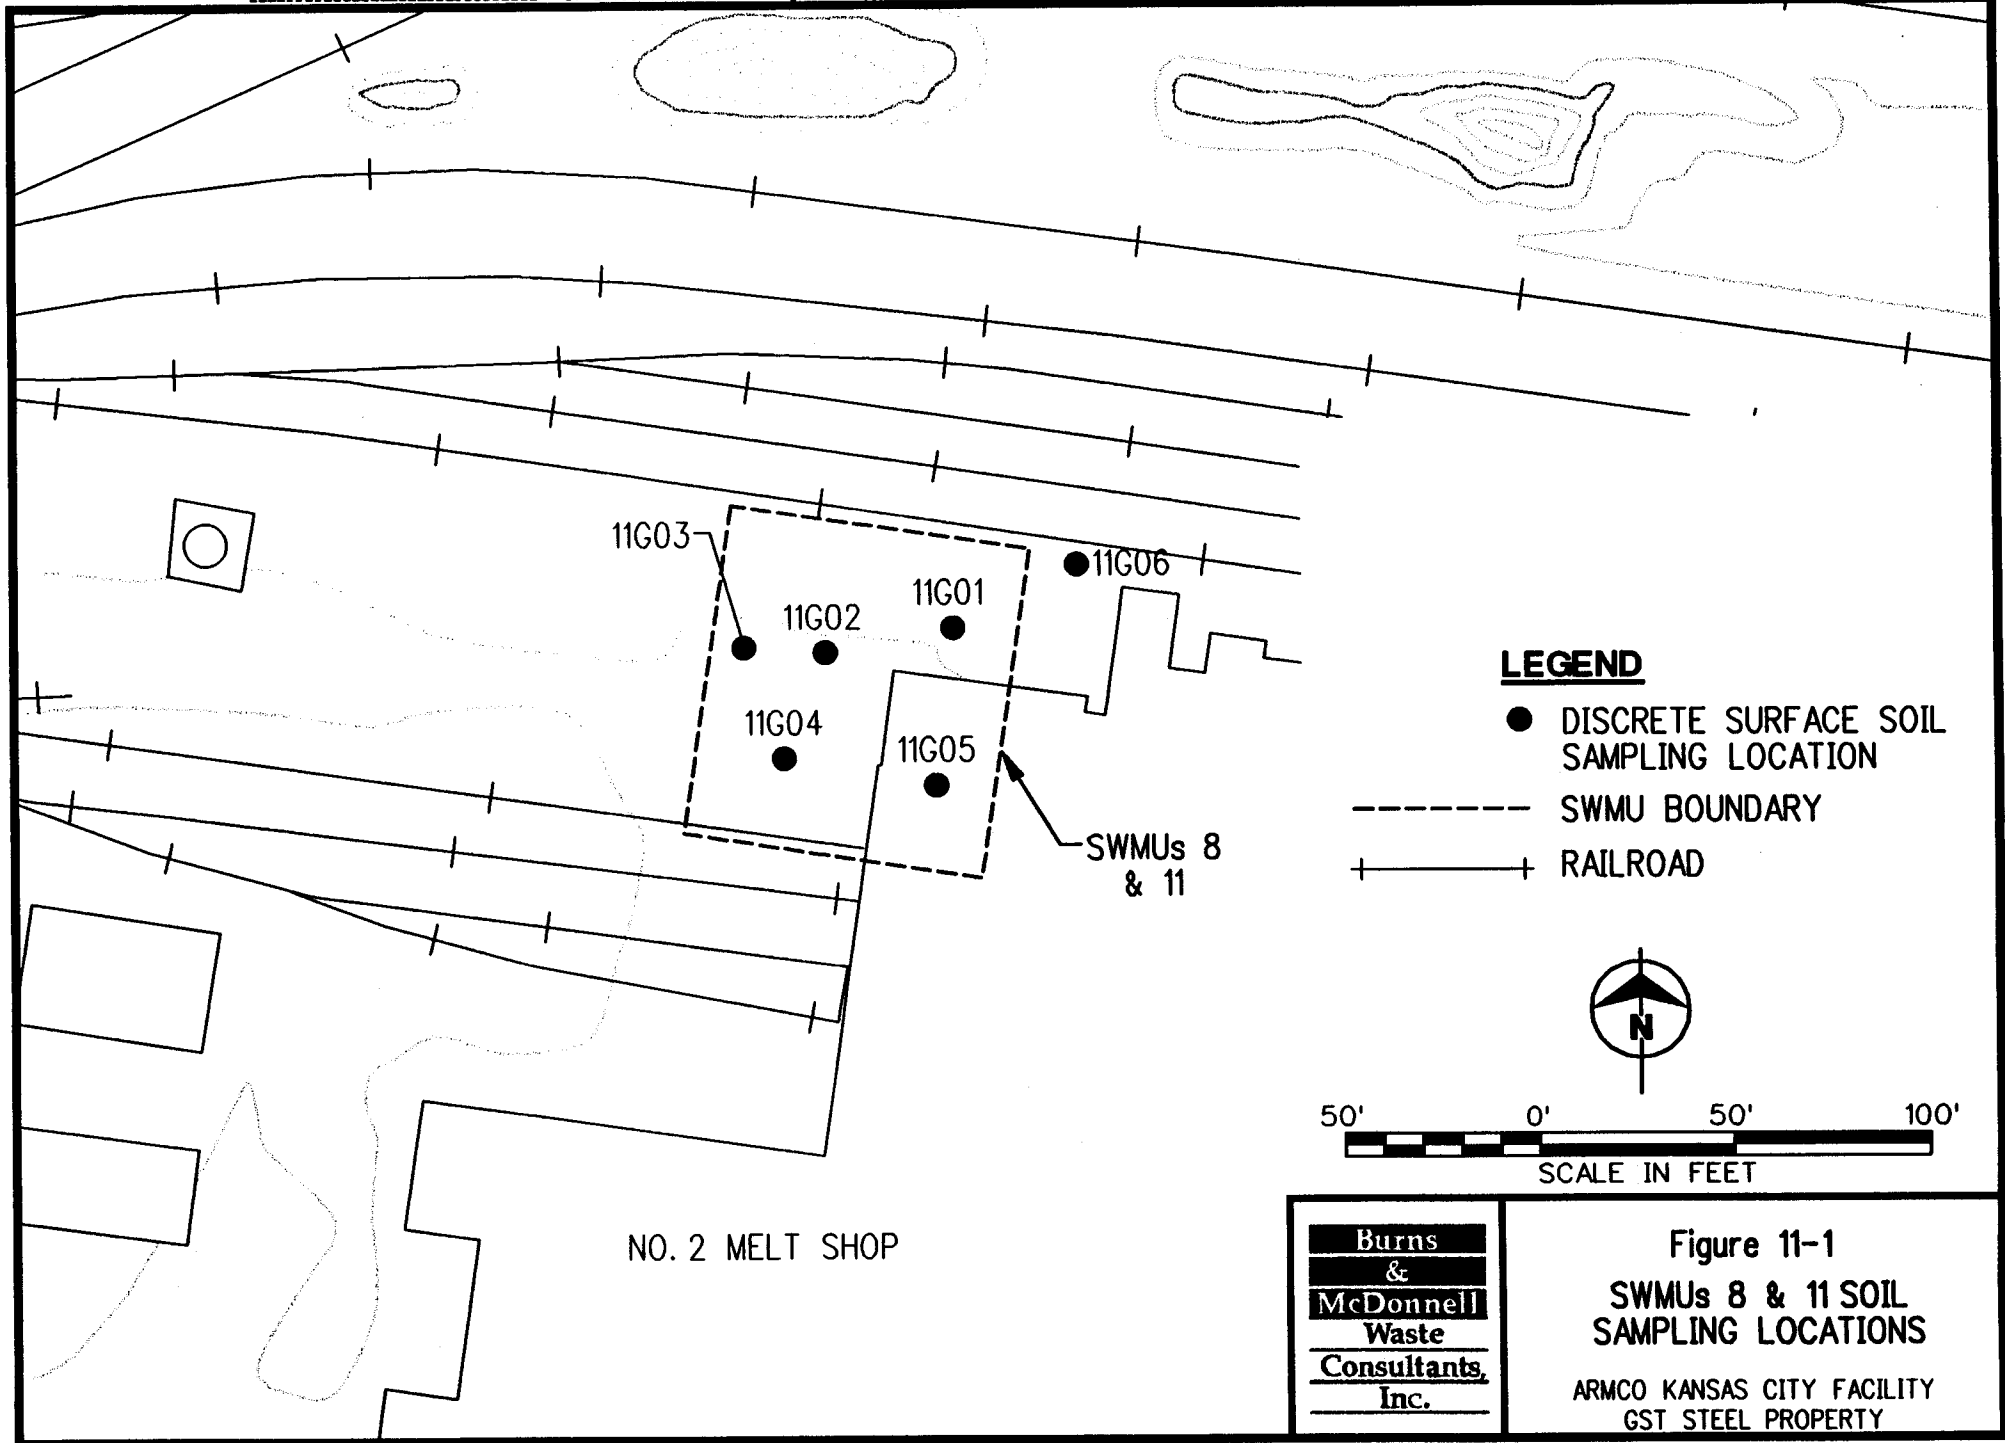 11G03
11G06
11G01
11G02
11G04
11G05
SWMUs 8
& 11
LEGEND
DISCRETE SURFACE SOIL
SAMPLING LOCATION
SWMU BOUNDARY
RAILROAD
N
50' 0' 50' 100'
SCALE IN FEET
NO. 2 MELT SHOP
Burns
&
McDonnell
Waste
Consultants,
Inc.
Figure 11-1
SWMUs 8 & 11 SOIL
SAMPLING LOCATIONS
ARMCO KANSAS CITY FACILITY
GST STEEL PROPERTY